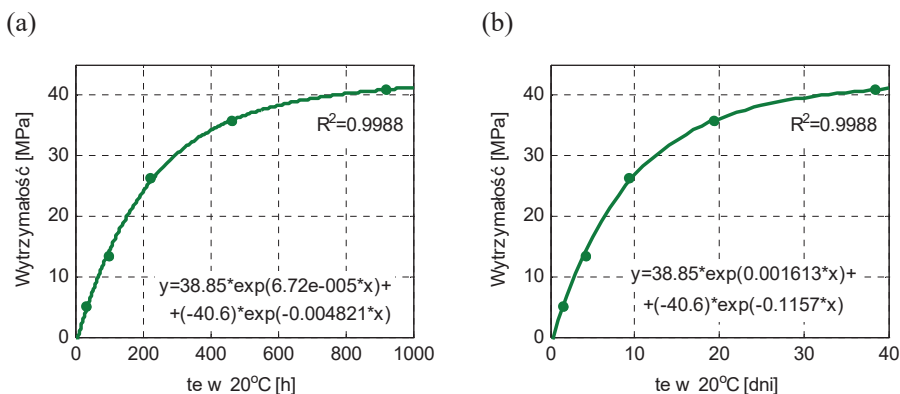 (a)
Wytrzymałość [MPa]
40
30
20
10
0
R²=0.9988
y=38.85*exp(6.72e-005*x)+
+(-40.6)*exp(-0.004821*x)
0 200 400 600 800 1000
te w 20°C [h]
(b)
Wytrzymałość [MPa]
40
30
20
10
0
R²=0.9988
y=38.85*exp(0.001613*x)+
+(-40.6)*exp(-0.1157*x)
0 10 20 30 40
te w 20°C [dni]